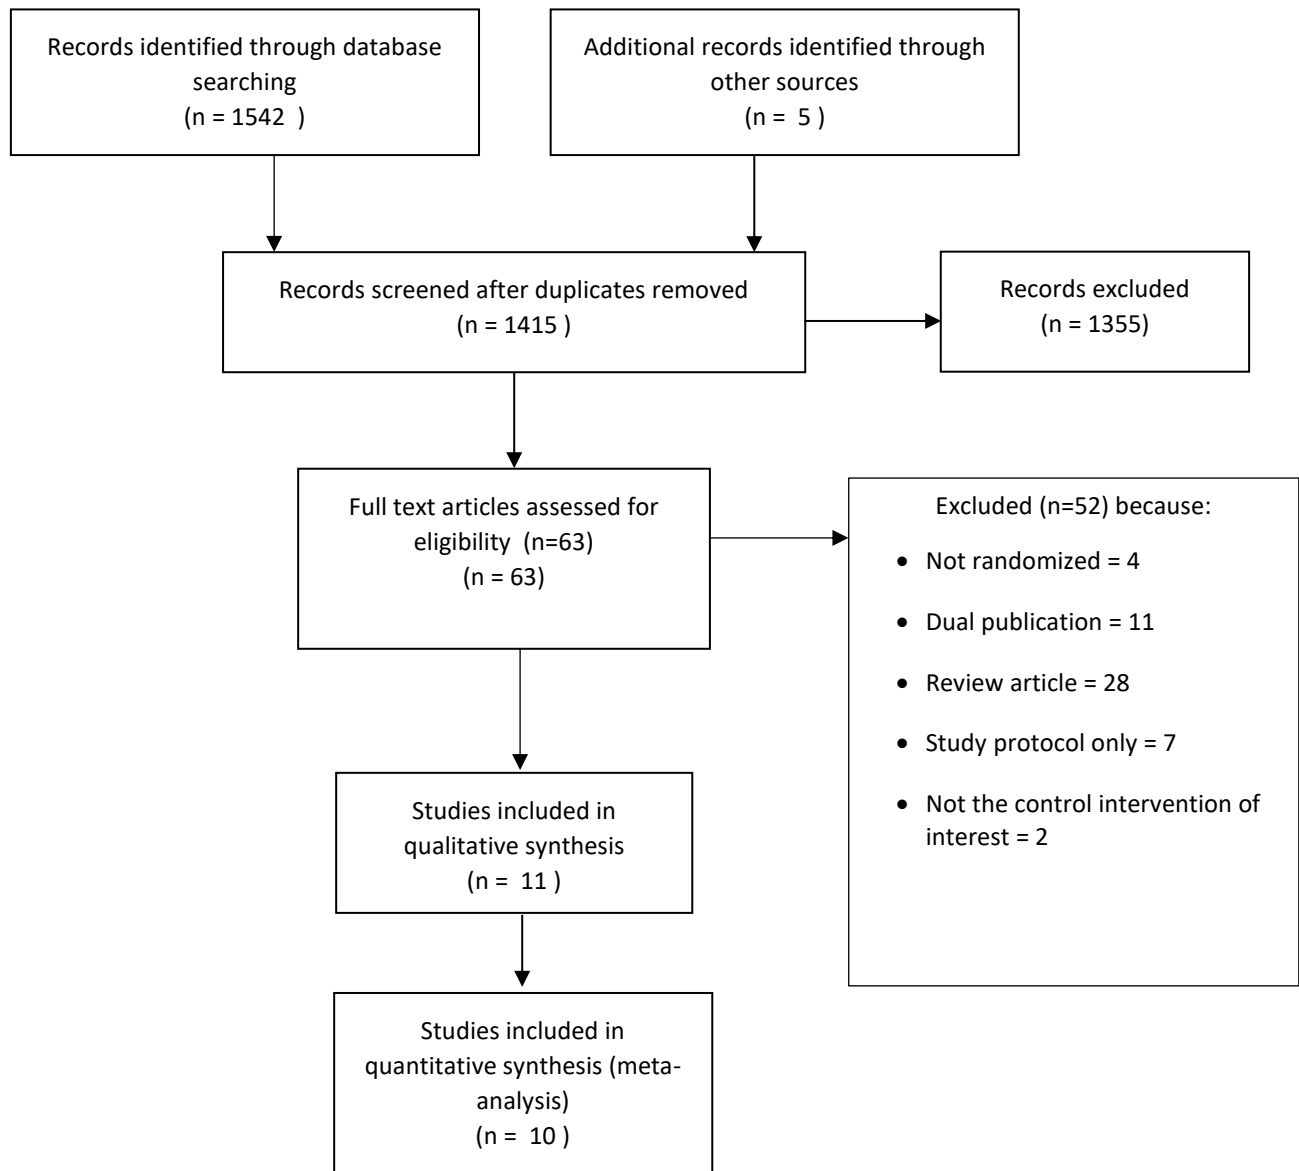 Records identified through database
searching
(n = 1542  )
Additional records identified through
other sources
(n =  5 )
Records screened after duplicates removed
(n = 1415 )
Records excluded
(n = 1355)
Full text articles assessed for
eligibility  (n=63)
(n = 63)
Excluded (n=52) because:
• Not randomized = 4
• Dual publication = 11
• Review article = 28
• Study protocol only = 7
• Not the control intervention of
interest = 2
Studies included in
qualitative synthesis
(n =  11 )
Studies included in
quantitative synthesis (meta-
analysis)
(n =  10 )